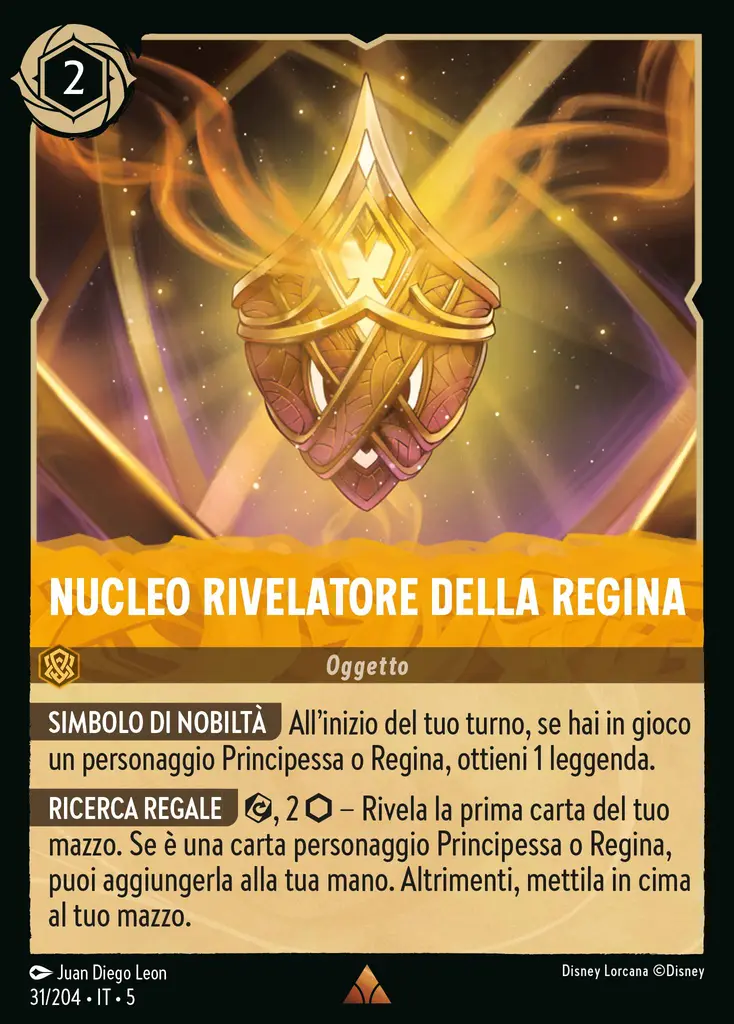 2
NUCLEO RIVELATORE DELLA REGINA
Oggetto
SIMBOLO DI NOBILTÀ All'inizio del tuo turno, se hai in gioco
un personaggio Principessa o Regina, ottieni 1 leggenda.
RICERCA REGALE , 2 – Rivela la prima carta del tuo
mazzo. Se è una carta personaggio Principessa o Regina,
puoi aggiungerla alla tua mano. Altrimenti, mettila in cima
al tuo mazzo.
Juan Diego Leon
Disney Lorcana ©Disney
31/204 • IT • 5